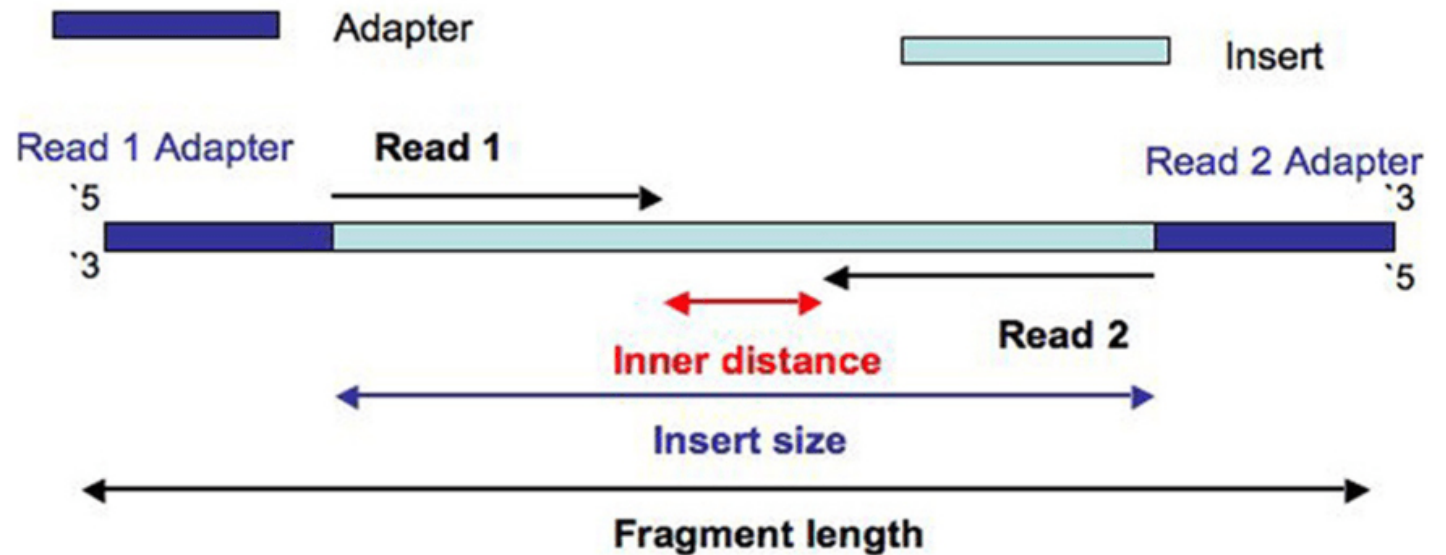 Adapter
Insert
Read 1 Adapter
Read 1
Read 2 Adapter
`5
`3
`3
`5
Read 2
Inner distance
Insert size
Fragment length